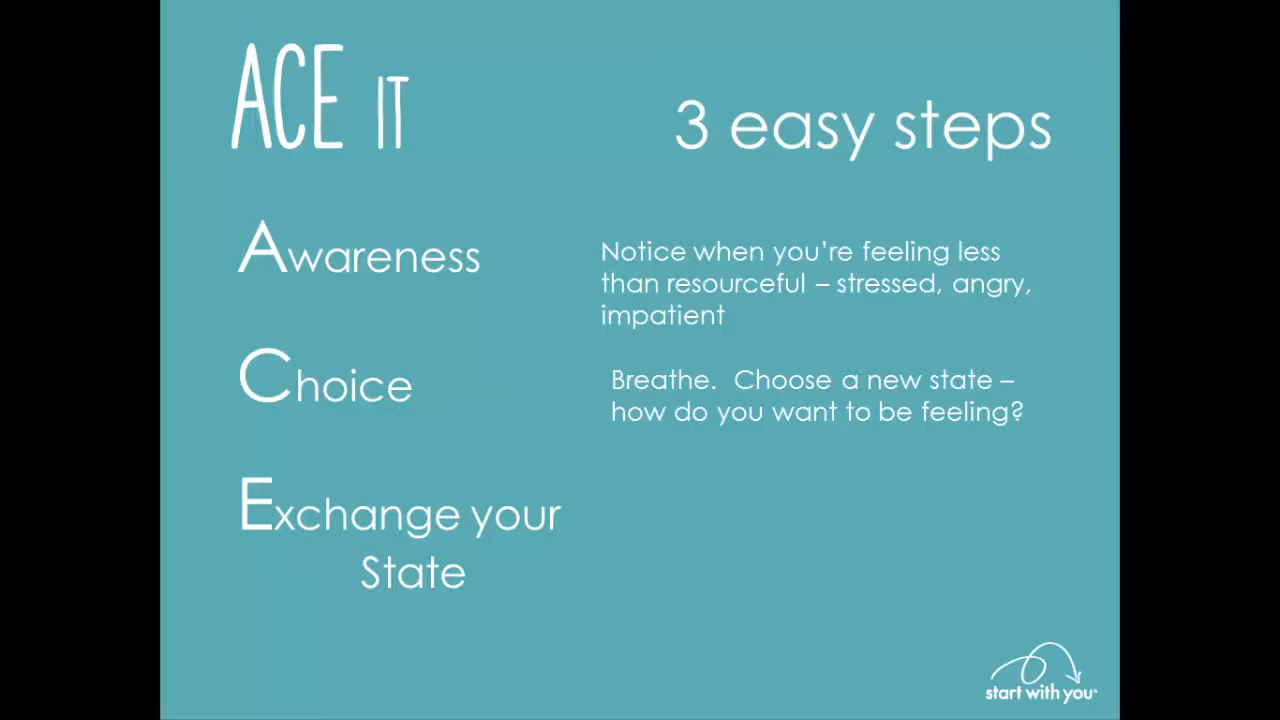 ACE IT
3 easy steps
Awareness
Notice when you're feeling less
than resourceful – stressed, angry,
impatient
Choice
Breathe.  Choose a new state –
how do you want to be feeling?
Exchange your
State
start with you™